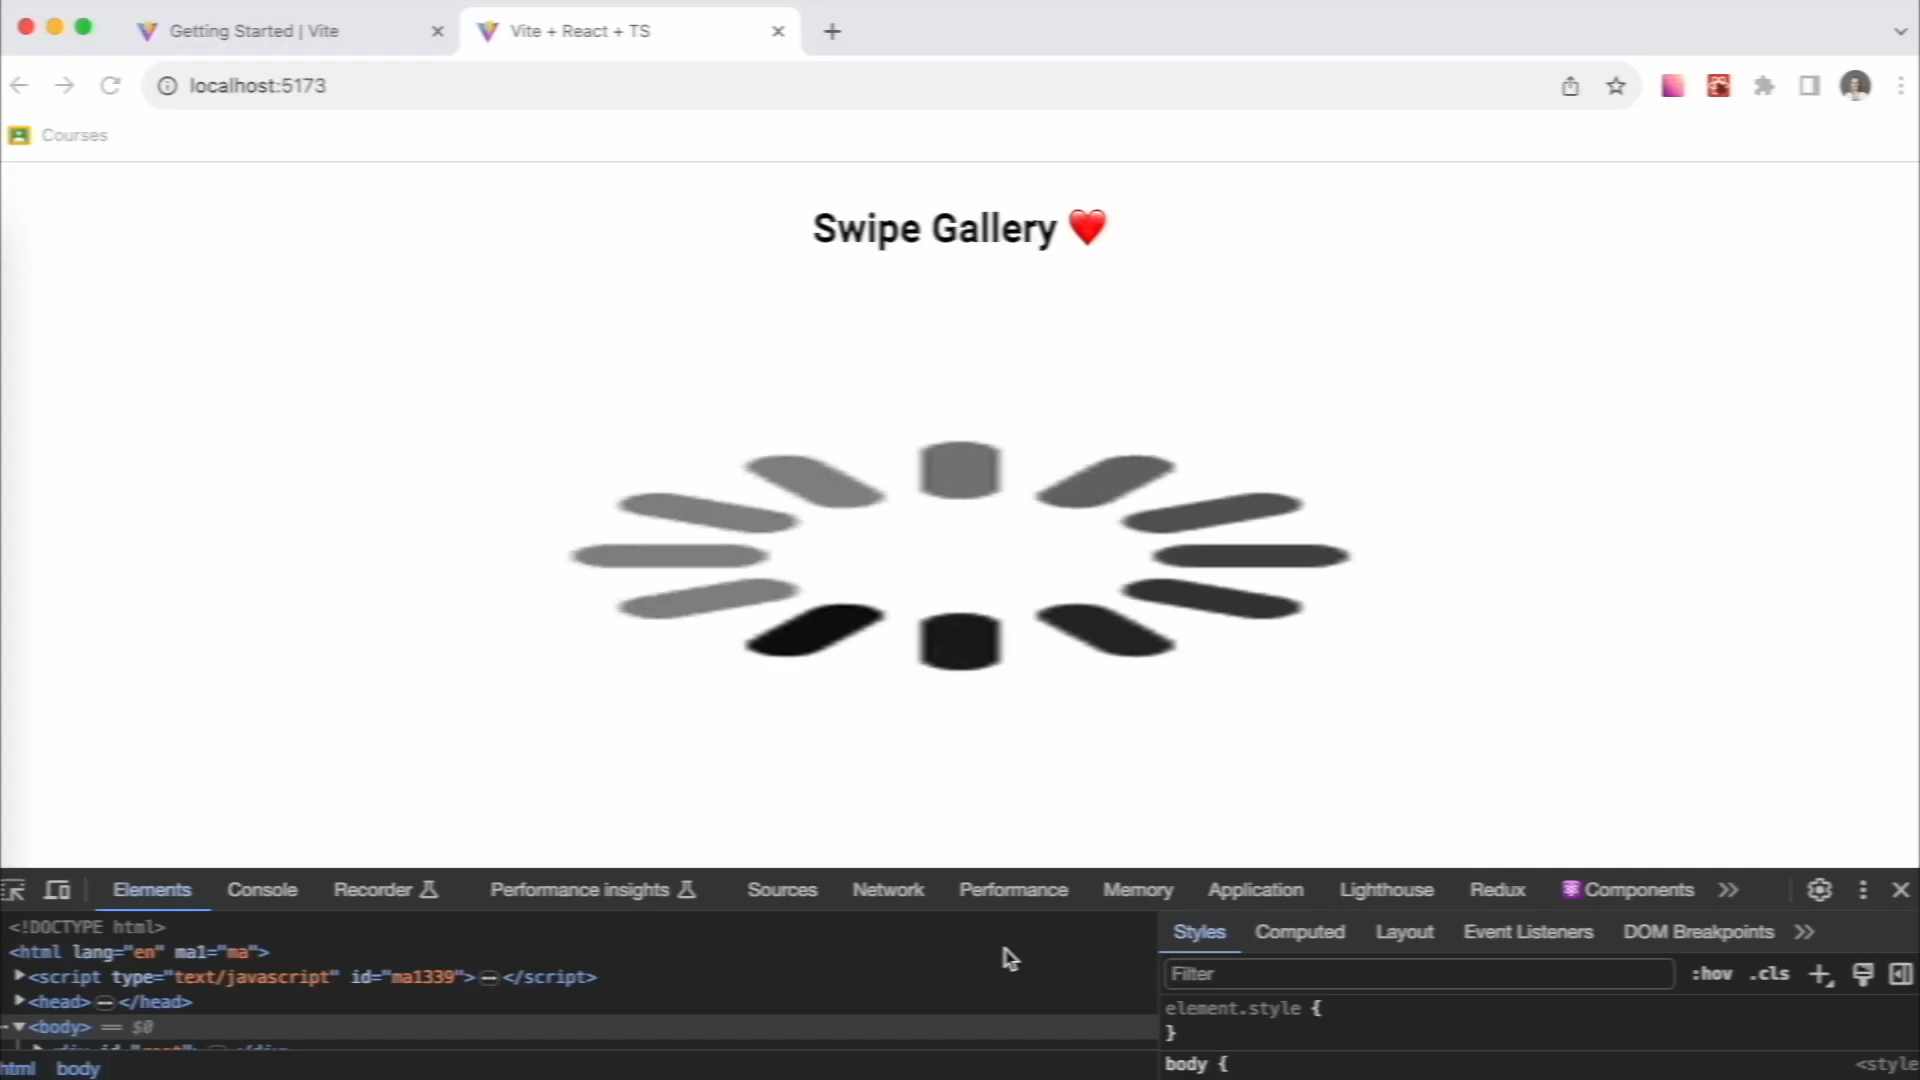 Getting Started | Vite
Vite + React + TS
localhost:5173
Courses
Swipe Gallery ❤️
Elements Console Recorder Performance insights Sources Network Performance Memory Application Lighthouse Redux Components
<!DOCTYPE html>
<html lang="en" ma1="ma">
<script type="text/javascript" id="ma1339">…</script>
<head>…</head>
<body> == $0
html body
Styles Computed Layout Event Listeners DOM Breakpoints
Filter :hov .cls
element.style {
}
body { <style